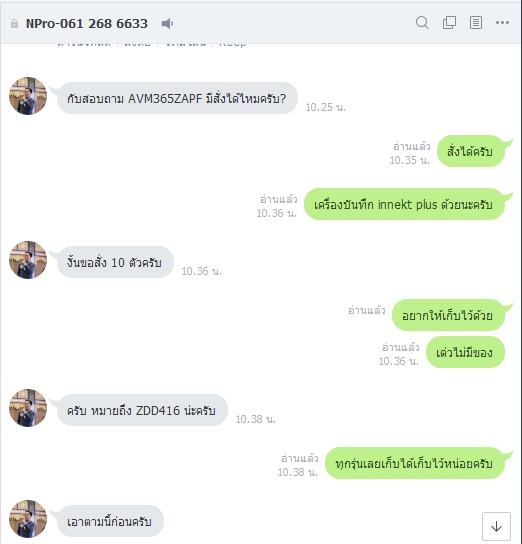 NPro-061 268 6633
กับสอบถาม AVM365ZAPF มีสั่งได้ไหมครับ?
10.25 น.
อ่านแล้ว
10.35 น.
สั่งได้ครับ
อ่านแล้ว
10.36 น.
เครื่องบันทึก innekt plus ด้วยนะครับ
งั้นขอสั่ง 10 ตัวครับ
10.36 น.
อ่านแล้ว
อยากให้เก็บไว้ด้วย
อ่านแล้ว
10.36 น.
เด๋วไม่มีของ
ครับ หมายถึง ZDD416 น่ะครับ
10.38 น.
อ่านแล้ว
10.38 น.
ทุกรุ่นเลยเก็บได้เก็บไว้หน่อยครับ
เอาตามนี้ก่อนครับ